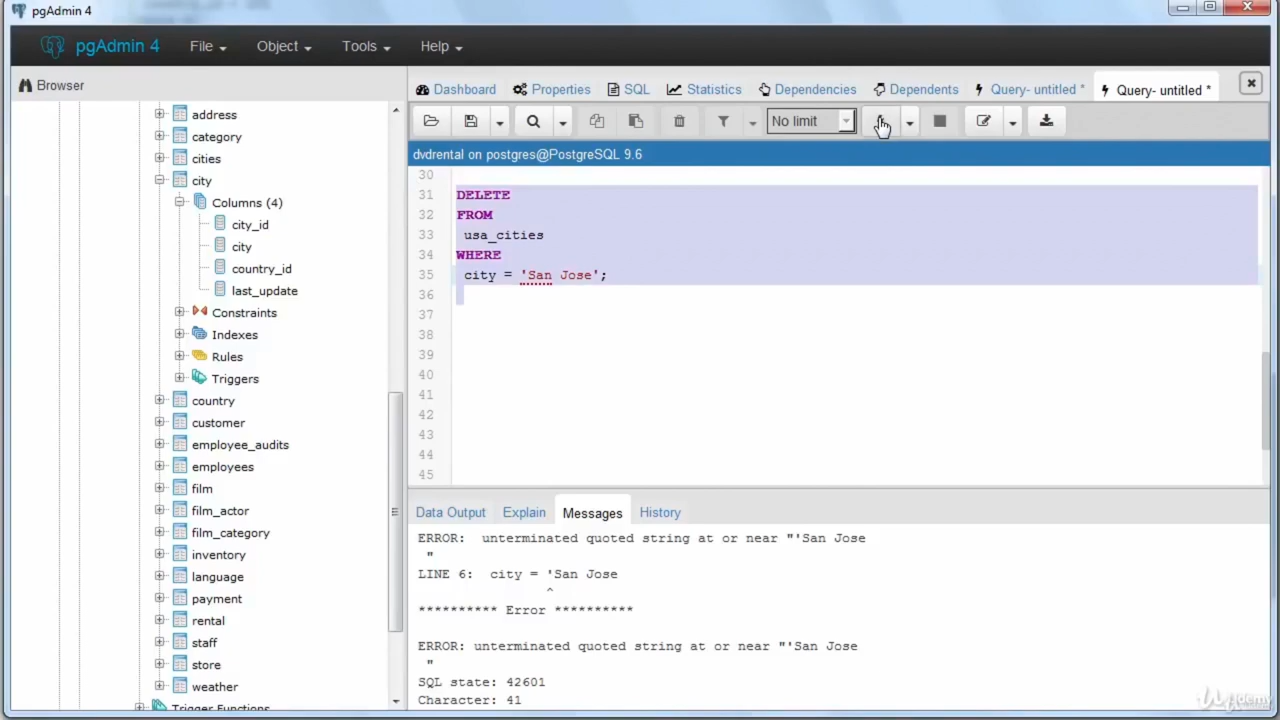 pgAdmin 4
pgAdmin 4 File Object Tools Help
Browser
Dashboard Properties SQL Statistics Dependencies Dependents Query- untitled * Query- untitled *
No limit
dvdrental on postgres@PostgreSQL 9.6
address
category
cities
city
Columns (4)
city_id
city
country_id
last_update
Constraints
Indexes
Rules
Triggers
country
customer
employee_audits
employees
film
film_actor
film_category
inventory
language
payment
rental
staff
store
weather
Trigger Functions
30
31 DELETE
32 FROM
33 usa_cities
34 WHERE
35 city = 'San Jose';
36
37
38
39
40
41
42
43
44
45
Data Output Explain Messages History
ERROR: unterminated quoted string at or near "'San Jose
"
LINE 6: city = 'San Jose
^
********** Error **********
ERROR: unterminated quoted string at or near "'San Jose
"
SQL state: 42601
Character: 41
Udemy